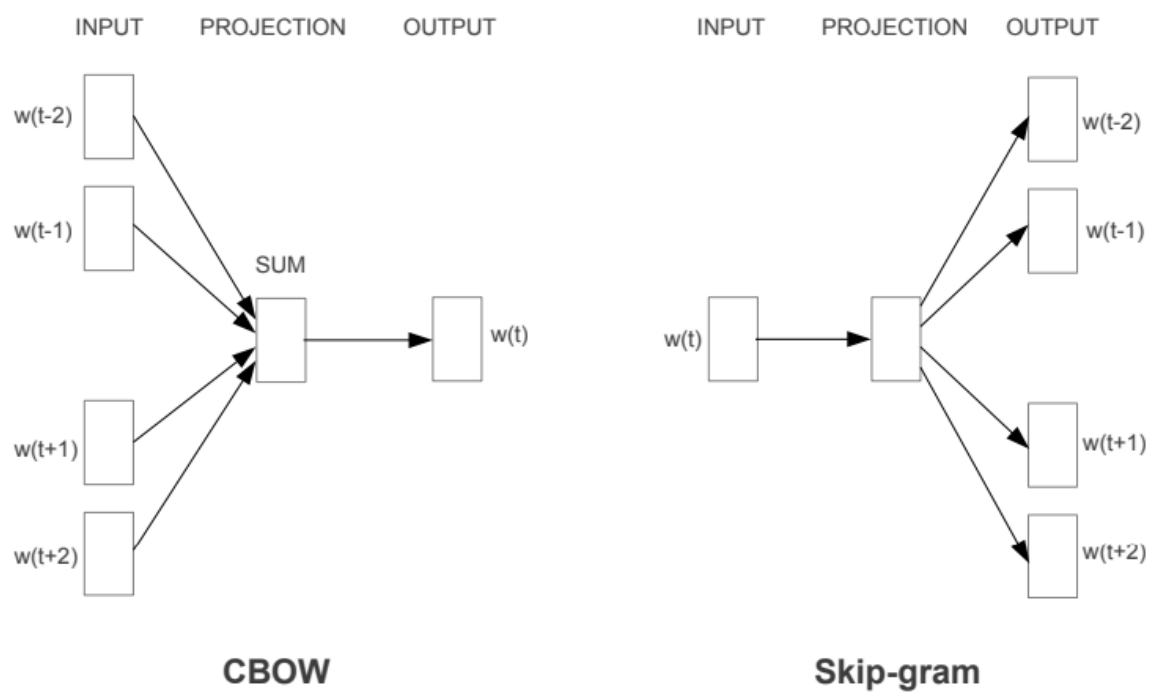 INPUT PROJECTION OUTPUT
w(t-2)
w(t-1)
SUM
w(t)
w(t+1)
w(t+2)
CBOW
INPUT PROJECTION OUTPUT
w(t-2)
w(t-1)
w(t)
w(t+1)
w(t+2)
Skip-gram